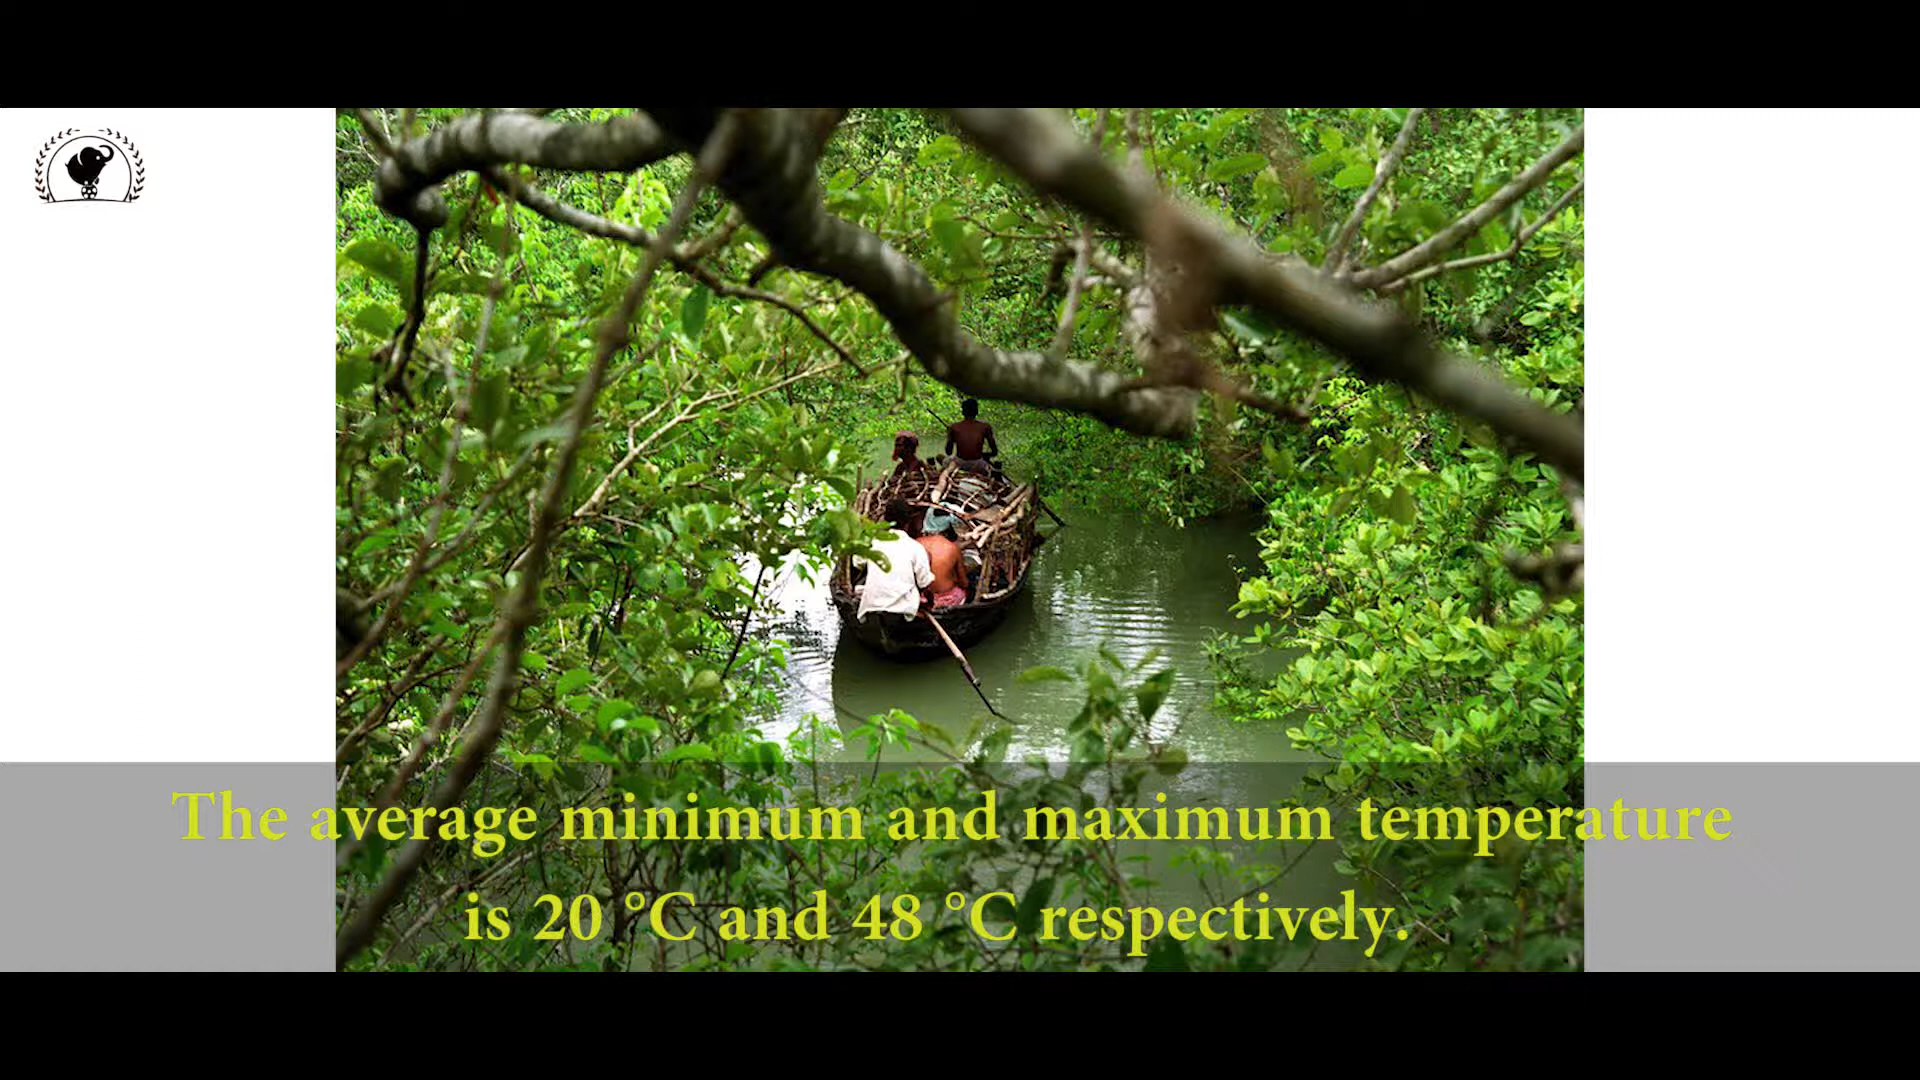 The average minimum and maximum temperature
is 20 °C and 48 °C respectively.